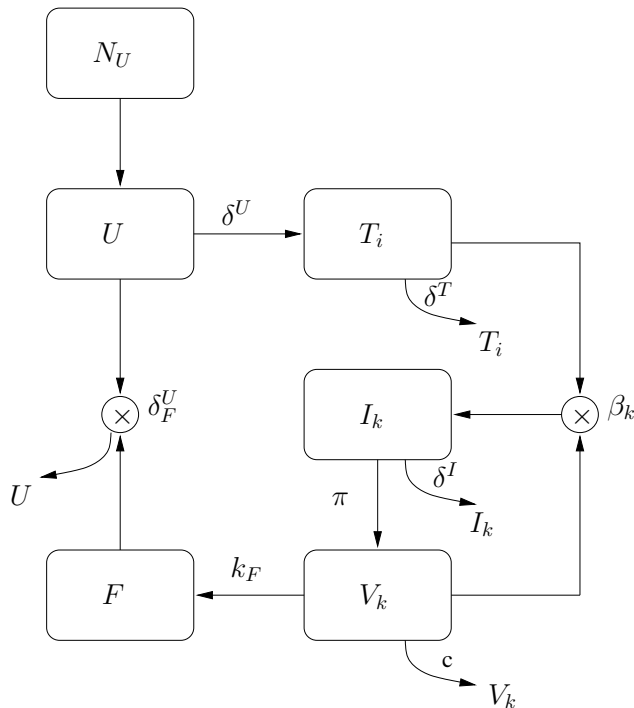 N_U
U
δ^U
T_i
δ^T
T_i
δ_F^U
×
I_k
×
β_k
U
π
δ^I
I_k
F
k_F
V_k
c
V_k